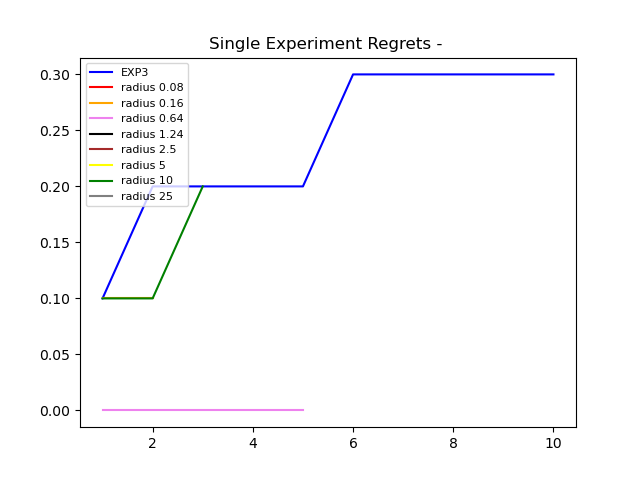 Single Experiment Regrets -
EXP3
radius 0.08
radius 0.16
radius 0.64
radius 1.24
radius 2.5
radius 5
radius 10
radius 25
0.30
0.25
0.20
0.15
0.10
0.05
0.00
2 4 6 8 10